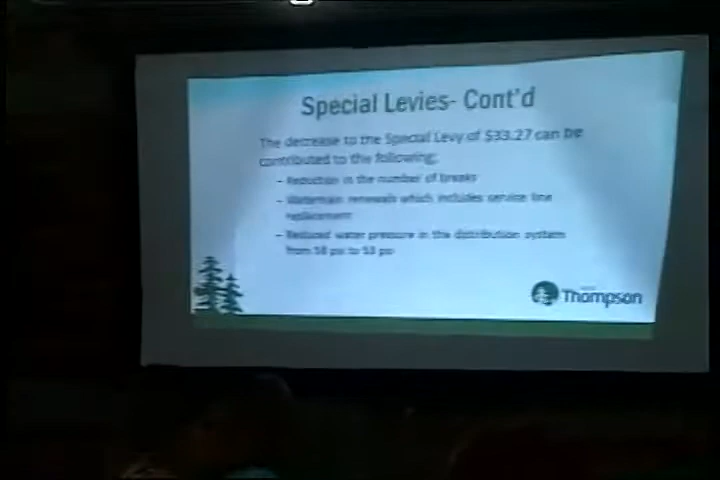 Special Levies- Cont'd
The decrease to the Special Levy of $33.27 can be
contributed to the following;
- Reduction in the number of breaks
- Watermain renewals which includes service line
replacement
- Reduced water pressure in the distribution system
from 58 psi to 53 psi
Thompson